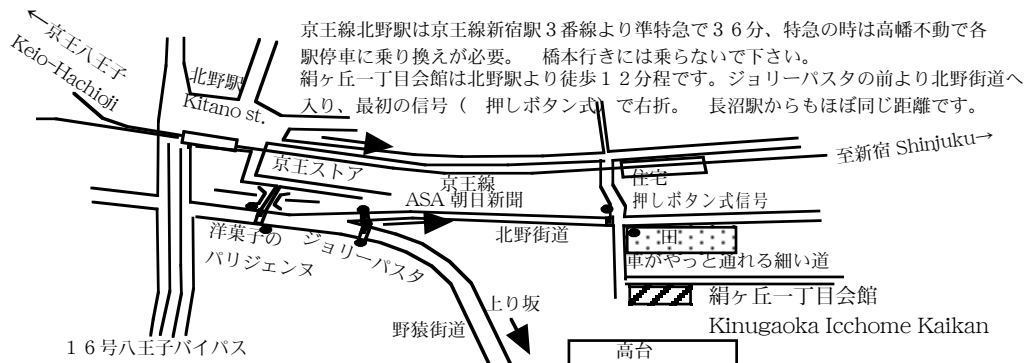 京王線北野駅は京王線新宿駅3番線より準特急で36分、特急の時は高幡不動で各
駅停車に乗り換えが必要。 橋本行きには乗らないで下さい。
絹ヶ丘一丁目会館は北野駅より徒歩12分程です。ジョリーパスタの前より北野街道へ
入り、最初の信号( 押しボタン式)で右折。 長沼駅からもほぼ同じ距離です。
←京王八王子
Keio-Hachioji
北野駅
Kitano st.
至新宿 Shinjuku→
京王ストア
京王線
住宅
ASA 朝日新聞
押しボタン式信号
北野街道
田
洋菓子の
パリジェンヌ
ジョリーパスタ
車がやっと通れる細い道
絹ヶ丘一丁目会館
Kinugaoka Icchome Kaikan
上り坂
野猿街道
16号八王子バイパス
高台